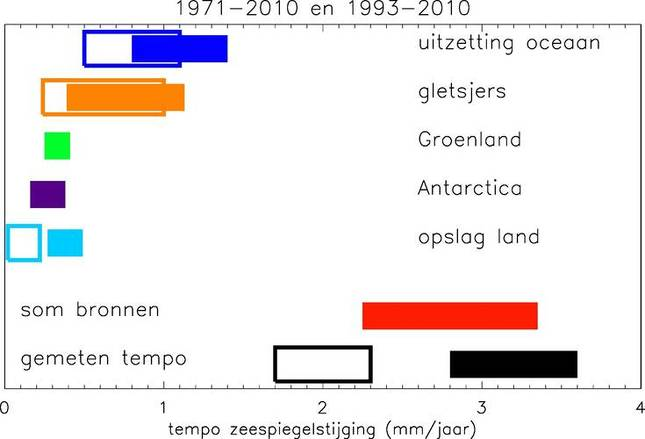 1971-2010 en 1993-2010
uitzetting oceaan
gletsjers
Groenland
Antarctica
opslag land
som bronnen
gemeten tempo
0 1 2 3 4
tempo zeespiegelstijging (mm/jaar)